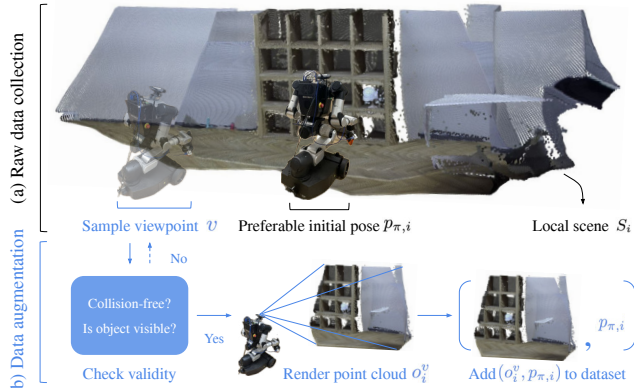 (a) Raw data collection
Sample viewpoint v
Preferable initial pose p_{π,i}
Local scene S_i
b) Data augmentation
No
Collision-free?
Is object visible?
Yes
Check validity
Render point cloud o_i^v
, p_{π,i}
Add (o_i^v, p_{π,i}) to dataset